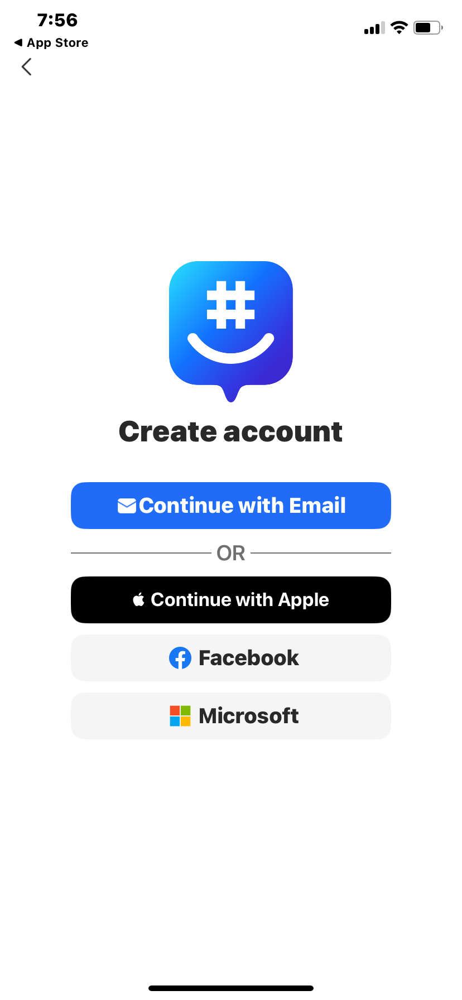 7:56
App Store
Create account
Continue with Email
OR
Continue with Apple
Facebook
Microsoft